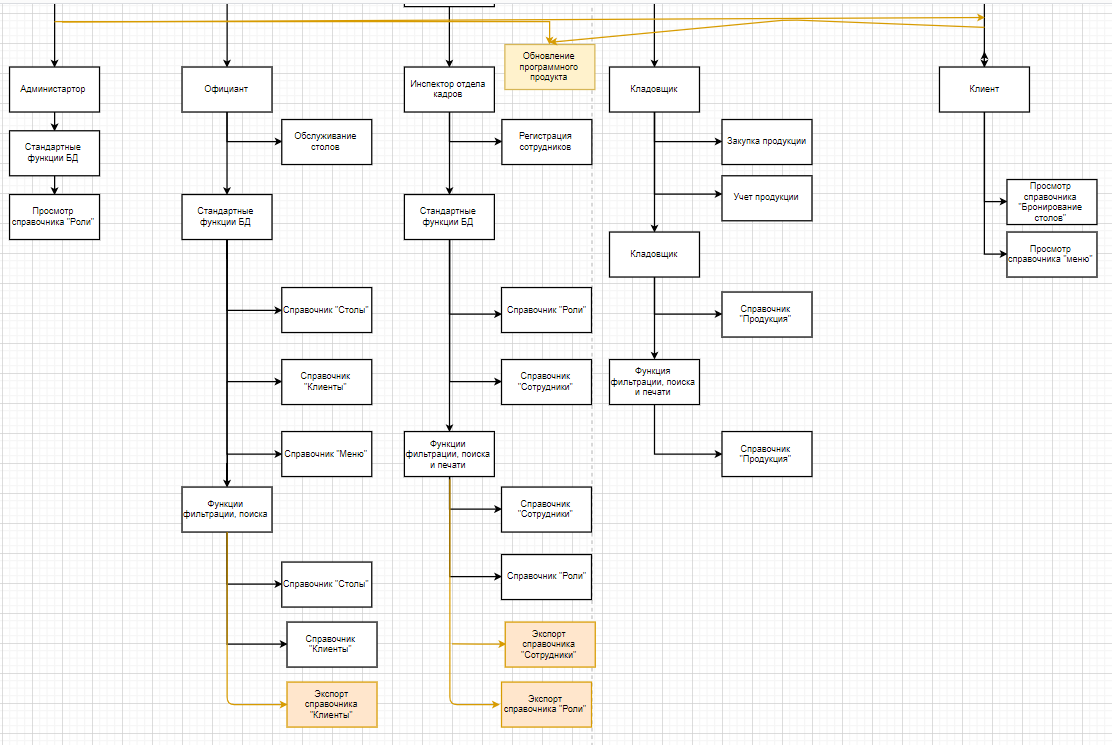 Обновление
программного
продукта
Администартор
Официант
Инспектор отдела
кадров
Кладовщик
Клиент
Стандартные
функции БД
Обслуживание
столов
Регистрация
сотрудников
Закупка продукции
Просмотр
справочника "Роли"
Стандартные
функции БД
Стандартные
функции БД
Учет продукции
Просмотр
справочника
"Бронирование
столов"
Кладовщик
Просмотр
справочника "меню"
Справочник "Столы"
Справочник "Роли"
Справочник
"Продукция"
Справочник
"Клиенты"
Справочник
"Сотрудники"
Функция
фильтрации, поиска
и печати
Справочник "Меню"
Функции
фильтрации, поиска
и печати
Справочник
"Продукция"
Функции
фильтрации, поиска
Справочник
"Сотрудники"
Справочник "Столы"
Справочник "Роли"
Справочник
"Клиенты"
Экспорт
справочника
"Сотрудники"
Экспорт
справочника
"Клиенты"
Экспорт
справочника "Роли"